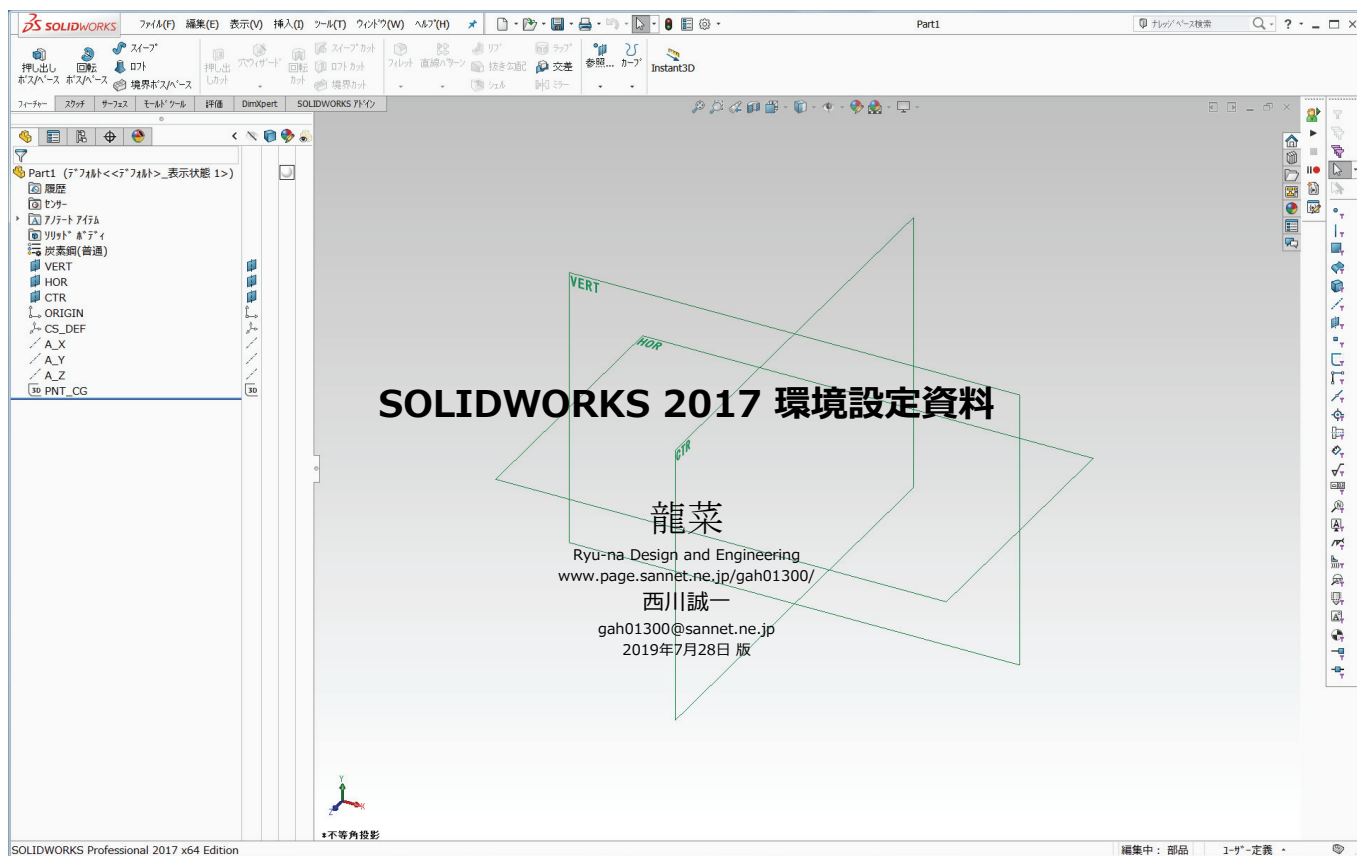 SOLIDWORKS ファイル(F) 編集(E) 表示(V) 挿入(I) ツール(T) ウィンドウ(W) ヘルプ(H) Part1 ナレッジ ベース検索
押し出し ボス/ベース
回転 ボス/ベース
スイープ
ロフト
境界ボス/ベース
押し出しカット
穴ウィザード
回転カット
スイープ カット
ロフト カット
境界カット
フィレット
直線パターン
リブ
抜き勾配
シェル
ラップ
交差
ミラー
参照...
カーブ
Instant3D
フィーチャー スケッチ サーフェス モールド ツール 評価 DimXpert SOLIDWORKS アドイン
Part1 (デフォルト<<デフォルト>_表示状態 1>)
履歴
センサー
アノテート アイテム
ソリッド ボディ
炭素鋼(普通)
VERT
HOR
CTR
ORIGIN
CS_DEF
A_X
A_Y
A_Z
PNT_CG
VERT
HOR
CTR
SOLIDWORKS 2017 環境設定資料
龍菜
Ryu-na Design and Engineering
www.page.sannet.ne.jp/gah01300/
西川誠一
gah01300@sannet.ne.jp
2019年7月28日 版
Y
X
Z
*不等角投影
SOLIDWORKS Professional 2017 x64 Edition 編集中: 部品 ユーザー定義